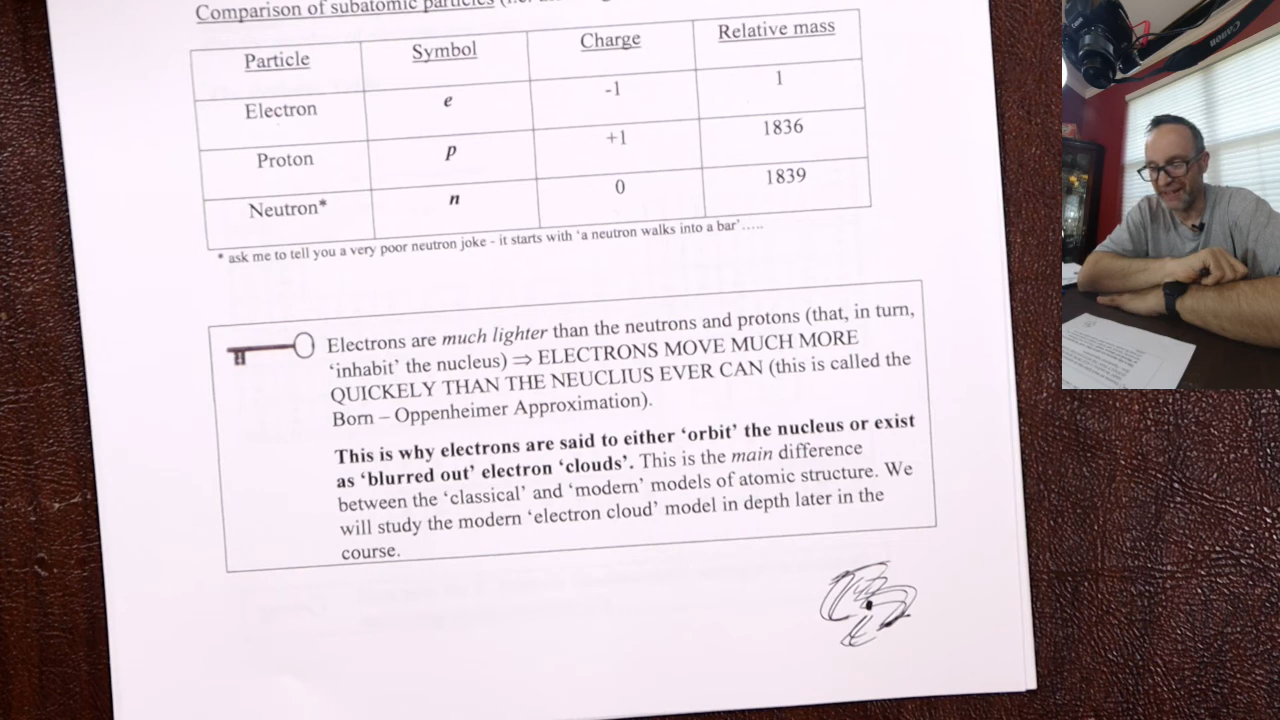 Comparison of subatomic particles
Particle Symbol Charge Relative mass
Electron e -1 1
Proton p +1 1836
Neutron* n 0 1839
* ask me to tell you a very poor neutron joke - it starts with ‘a neutron walks into a bar’.....
Electrons are much lighter than the neutrons and protons (that, in turn,
‘inhabit’ the nucleus) ⇒ ELECTRONS MOVE MUCH MORE
QUICKELY THAN THE NEUCLIUS EVER CAN (this is called the
Born – Oppenheimer Approximation).
This is why electrons are said to either ‘orbit’ the nucleus or exist
as ‘blurred out’ electron ‘clouds’. This is the main difference
between the ‘classical’ and ‘modern’ models of atomic structure. We
will study the modern ‘electron cloud’ model in depth later in the
course.
Canon